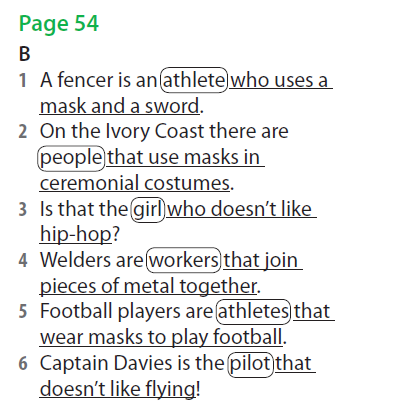 Page 54
B
1 A fencer is an athlete who uses a
mask and a sword.
2 On the Ivory Coast there are
people that use masks in
ceremonial costumes.
3 Is that the girl who doesn't like
hip-hop?
4 Welders are workers that join
pieces of metal together.
5 Football players are athletes that
wear masks to play football.
6 Captain Davies is the pilot that
doesn't like flying!